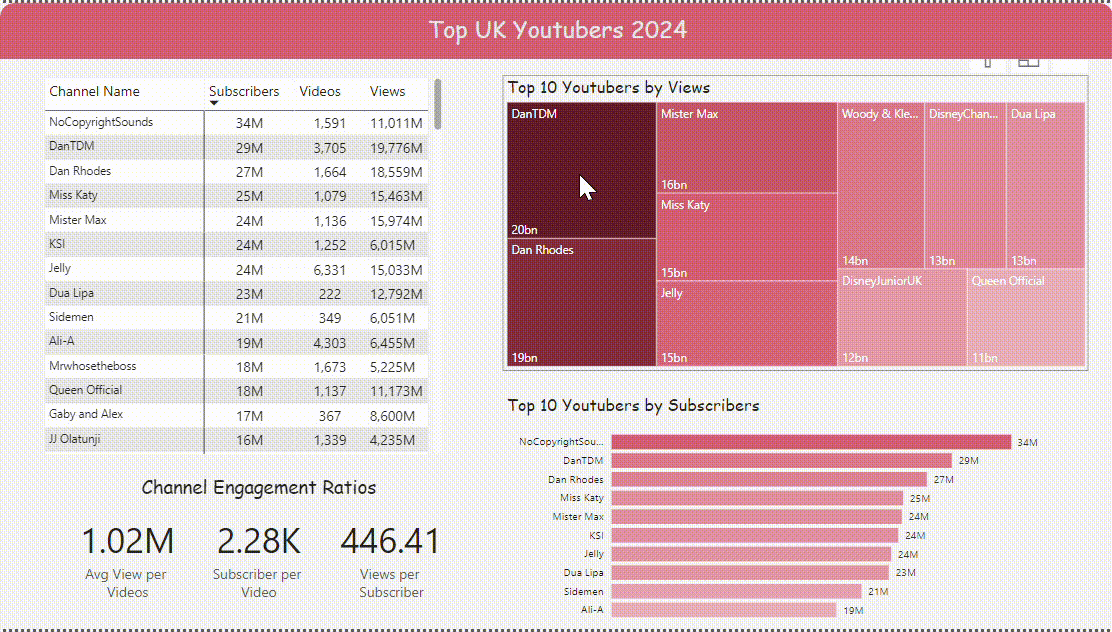 Top UK Youtubers 2024
Channel Name Subscribers Videos Views
NoCopyrightSounds 34M 1,591 11,011M
DanTDM 29M 3,705 19,776M
Dan Rhodes 27M 1,664 18,559M
Miss Katy 25M 1,079 15,463M
Mister Max 24M 1,136 15,974M
KSI 24M 1,252 6,015M
Jelly 24M 6,331 15,033M
Dua Lipa 23M 222 12,792M
Sidemen 21M 349 6,051M
Ali-A 19M 4,303 6,455M
Mrwhosetheboss 18M 1,673 5,225M
Queen Official 18M 1,137 11,173M
Gaby and Alex 17M 367 8,600M
JJ Olatunji 16M 1,339 4,235M
Channel Engagement Ratios
1.02M 2.28K 446.41
Avg View per Subscriber per Views per
Videos Video Subscriber
Top 10 Youtubers by Views
DanTDM
20bn
Dan Rhodes
19bn
Mister Max
16bn
Miss Katy
15bn
Jelly
15bn
Woody & Kle...
14bn
DisneyChan...
13bn
Dua Lipa
13bn
DisneyJuniorUK
12bn
Queen Official
11bn
Top 10 Youtubers by Subscribers
NoCopyrightSou... 34M
DanTDM 29M
Dan Rhodes 27M
Miss Katy 25M
Mister Max 24M
KSI 24M
Jelly 24M
Dua Lipa 23M
Sidemen 21M
Ali-A 19M